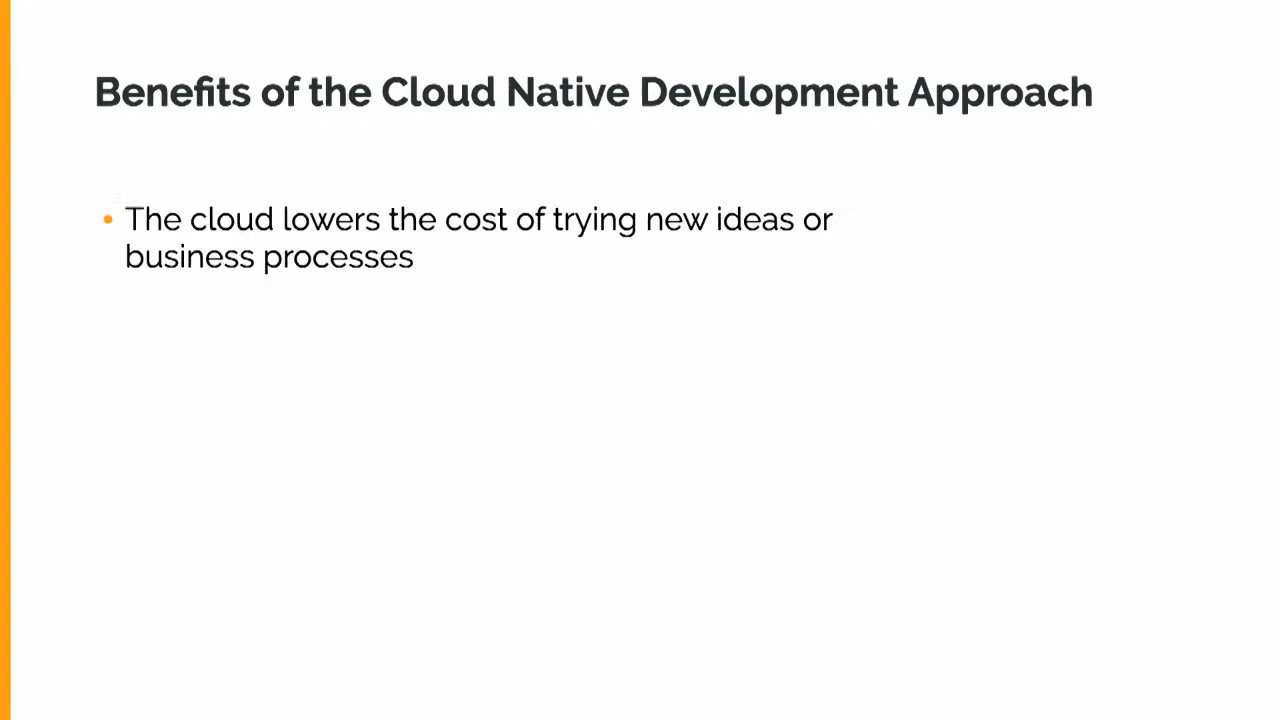 Benefits of the Cloud Native Development Approach
• The cloud lowers the cost of trying new ideas or
business processes